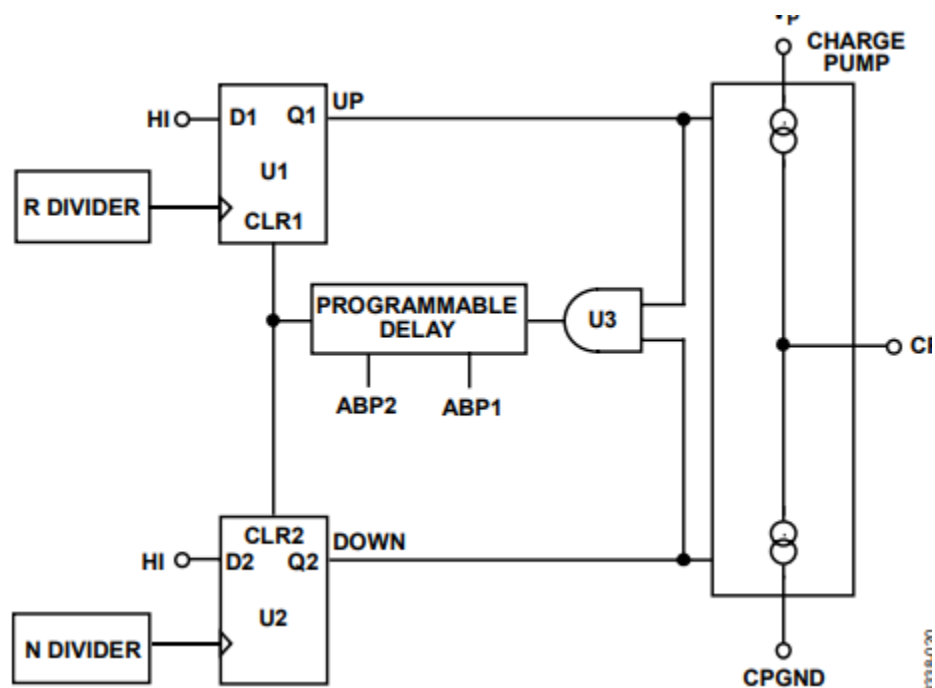 CHARGE
PUMP
UP
HI
D1
Q1
U1
R DIVIDER
CLR1
PROGRAMMABLE
DELAY
U3
ABP2
ABP1
CLR2
DOWN
HI
D2
Q2
U2
N DIVIDER
CPGND